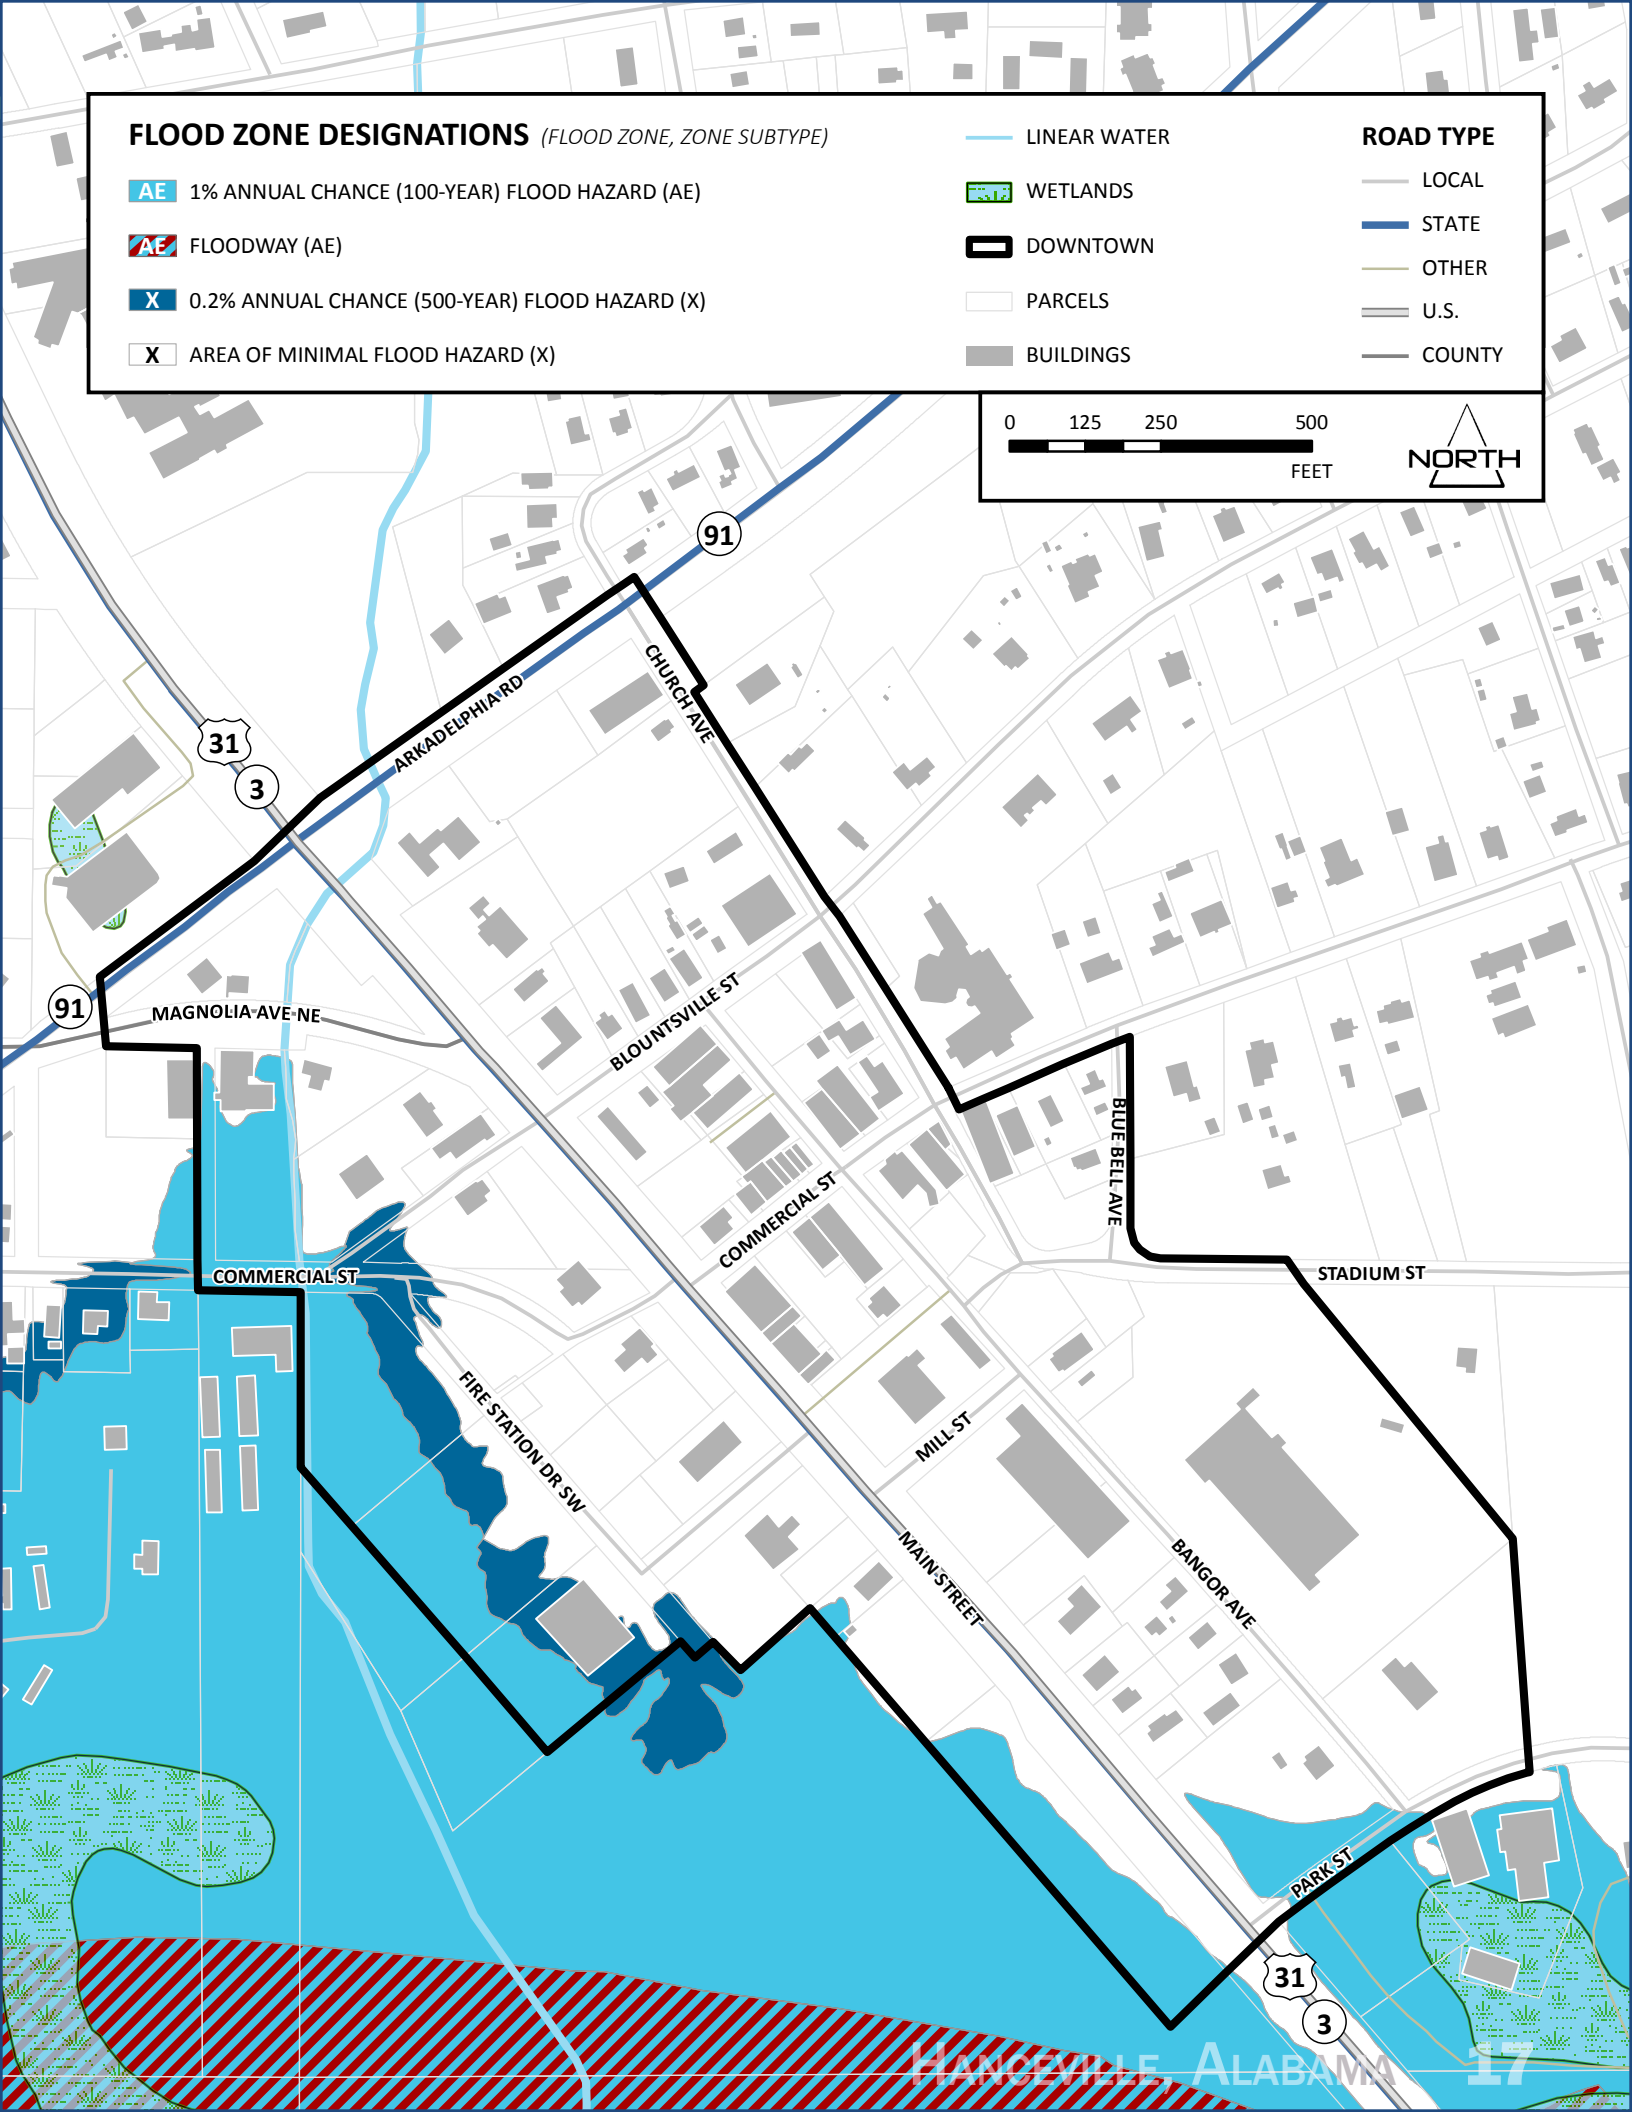 FLOOD ZONE DESIGNATIONS (FLOOD ZONE, ZONE SUBTYPE)
AE 1% ANNUAL CHANCE (100-YEAR) FLOOD HAZARD (AE)
AE FLOODWAY (AE)
X 0.2% ANNUAL CHANCE (500-YEAR) FLOOD HAZARD (X)
X AREA OF MINIMAL FLOOD HAZARD (X)
LINEAR WATER
WETLANDS
DOWNTOWN
PARCELS
BUILDINGS
ROAD TYPE
LOCAL
STATE
OTHER
U.S.
COUNTY
0 125 250 500
FEET
NORTH
91
CHURCH AVE
ARKADELPHIA RD
31
3
91
MAGNOLIA AVE NE
BLOUNTSVILLE ST
BLUE BELL AVE
COMMERCIAL ST
COMMERCIAL ST
STADIUM ST
FIRE STATION DR SW
MILL ST
MAIN STREET
BANGOR AVE
PARK ST
31
3
HANCEVILLE, ALABAMA 17